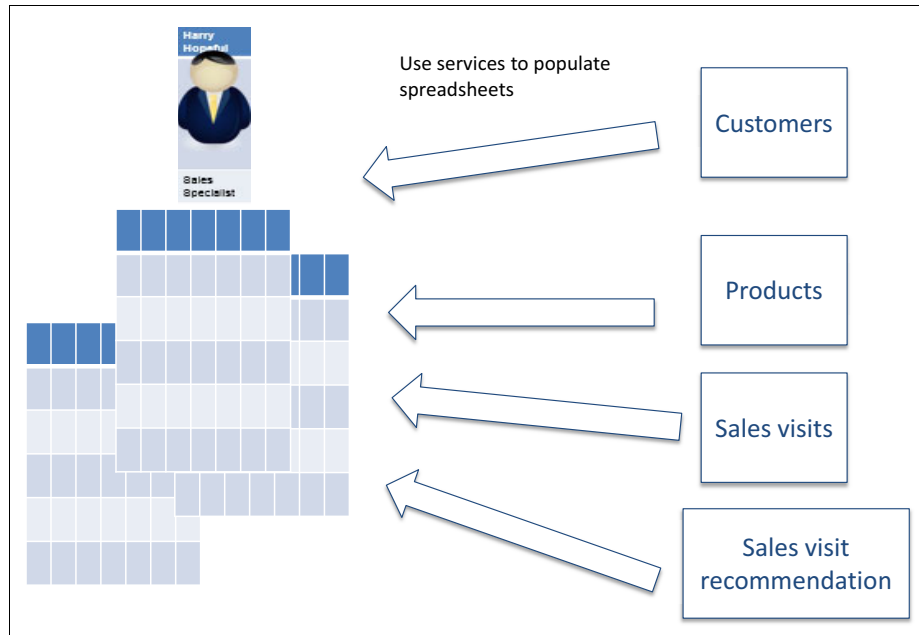 Harry
Hopeful
Sales
Specialist
Use services to populate
spreadsheets
Customers
Products
Sales visits
Sales visit
recommendation